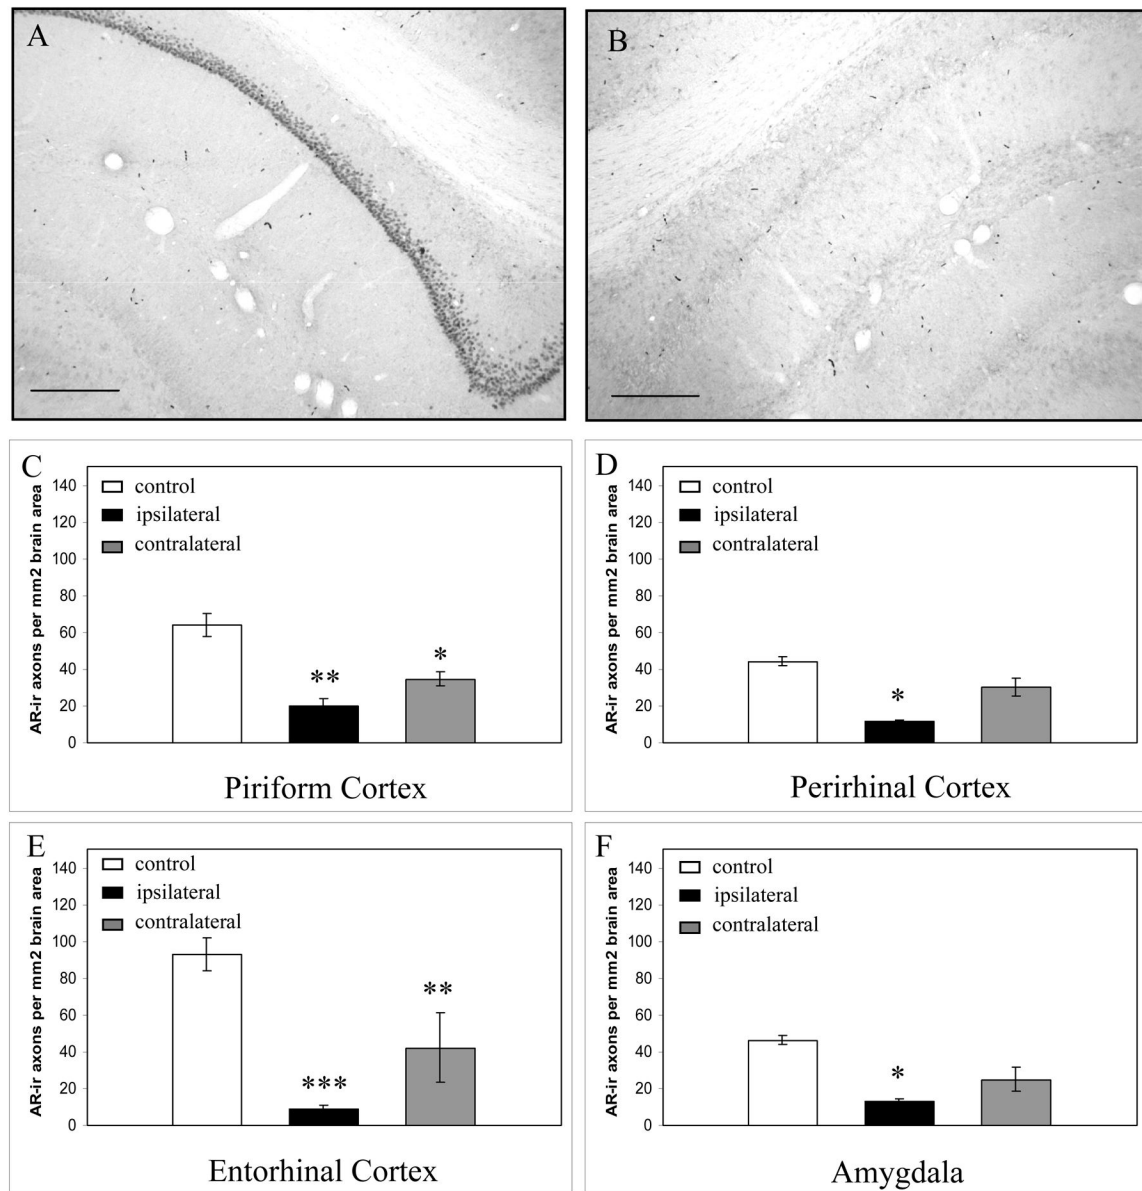 A
B
C
control
ipsilateral
contralateral
140
120
100
80
60
40
20
0
AR-ir axons per mm2 brain area
**
*
Piriform Cortex
D
control
ipsilateral
contralateral
140
120
100
80
60
40
20
0
AR-ir axons per mm2 brain area
*
Perirhinal Cortex
E
control
ipsilateral
contralateral
140
120
100
80
60
40
20
0
AR-ir axons per mm2 brain area
***
**
Entorhinal Cortex
F
control
ipsilateral
contralateral
140
120
100
80
60
40
20
0
AR-ir axons per mm2 brain area
*
Amygdala